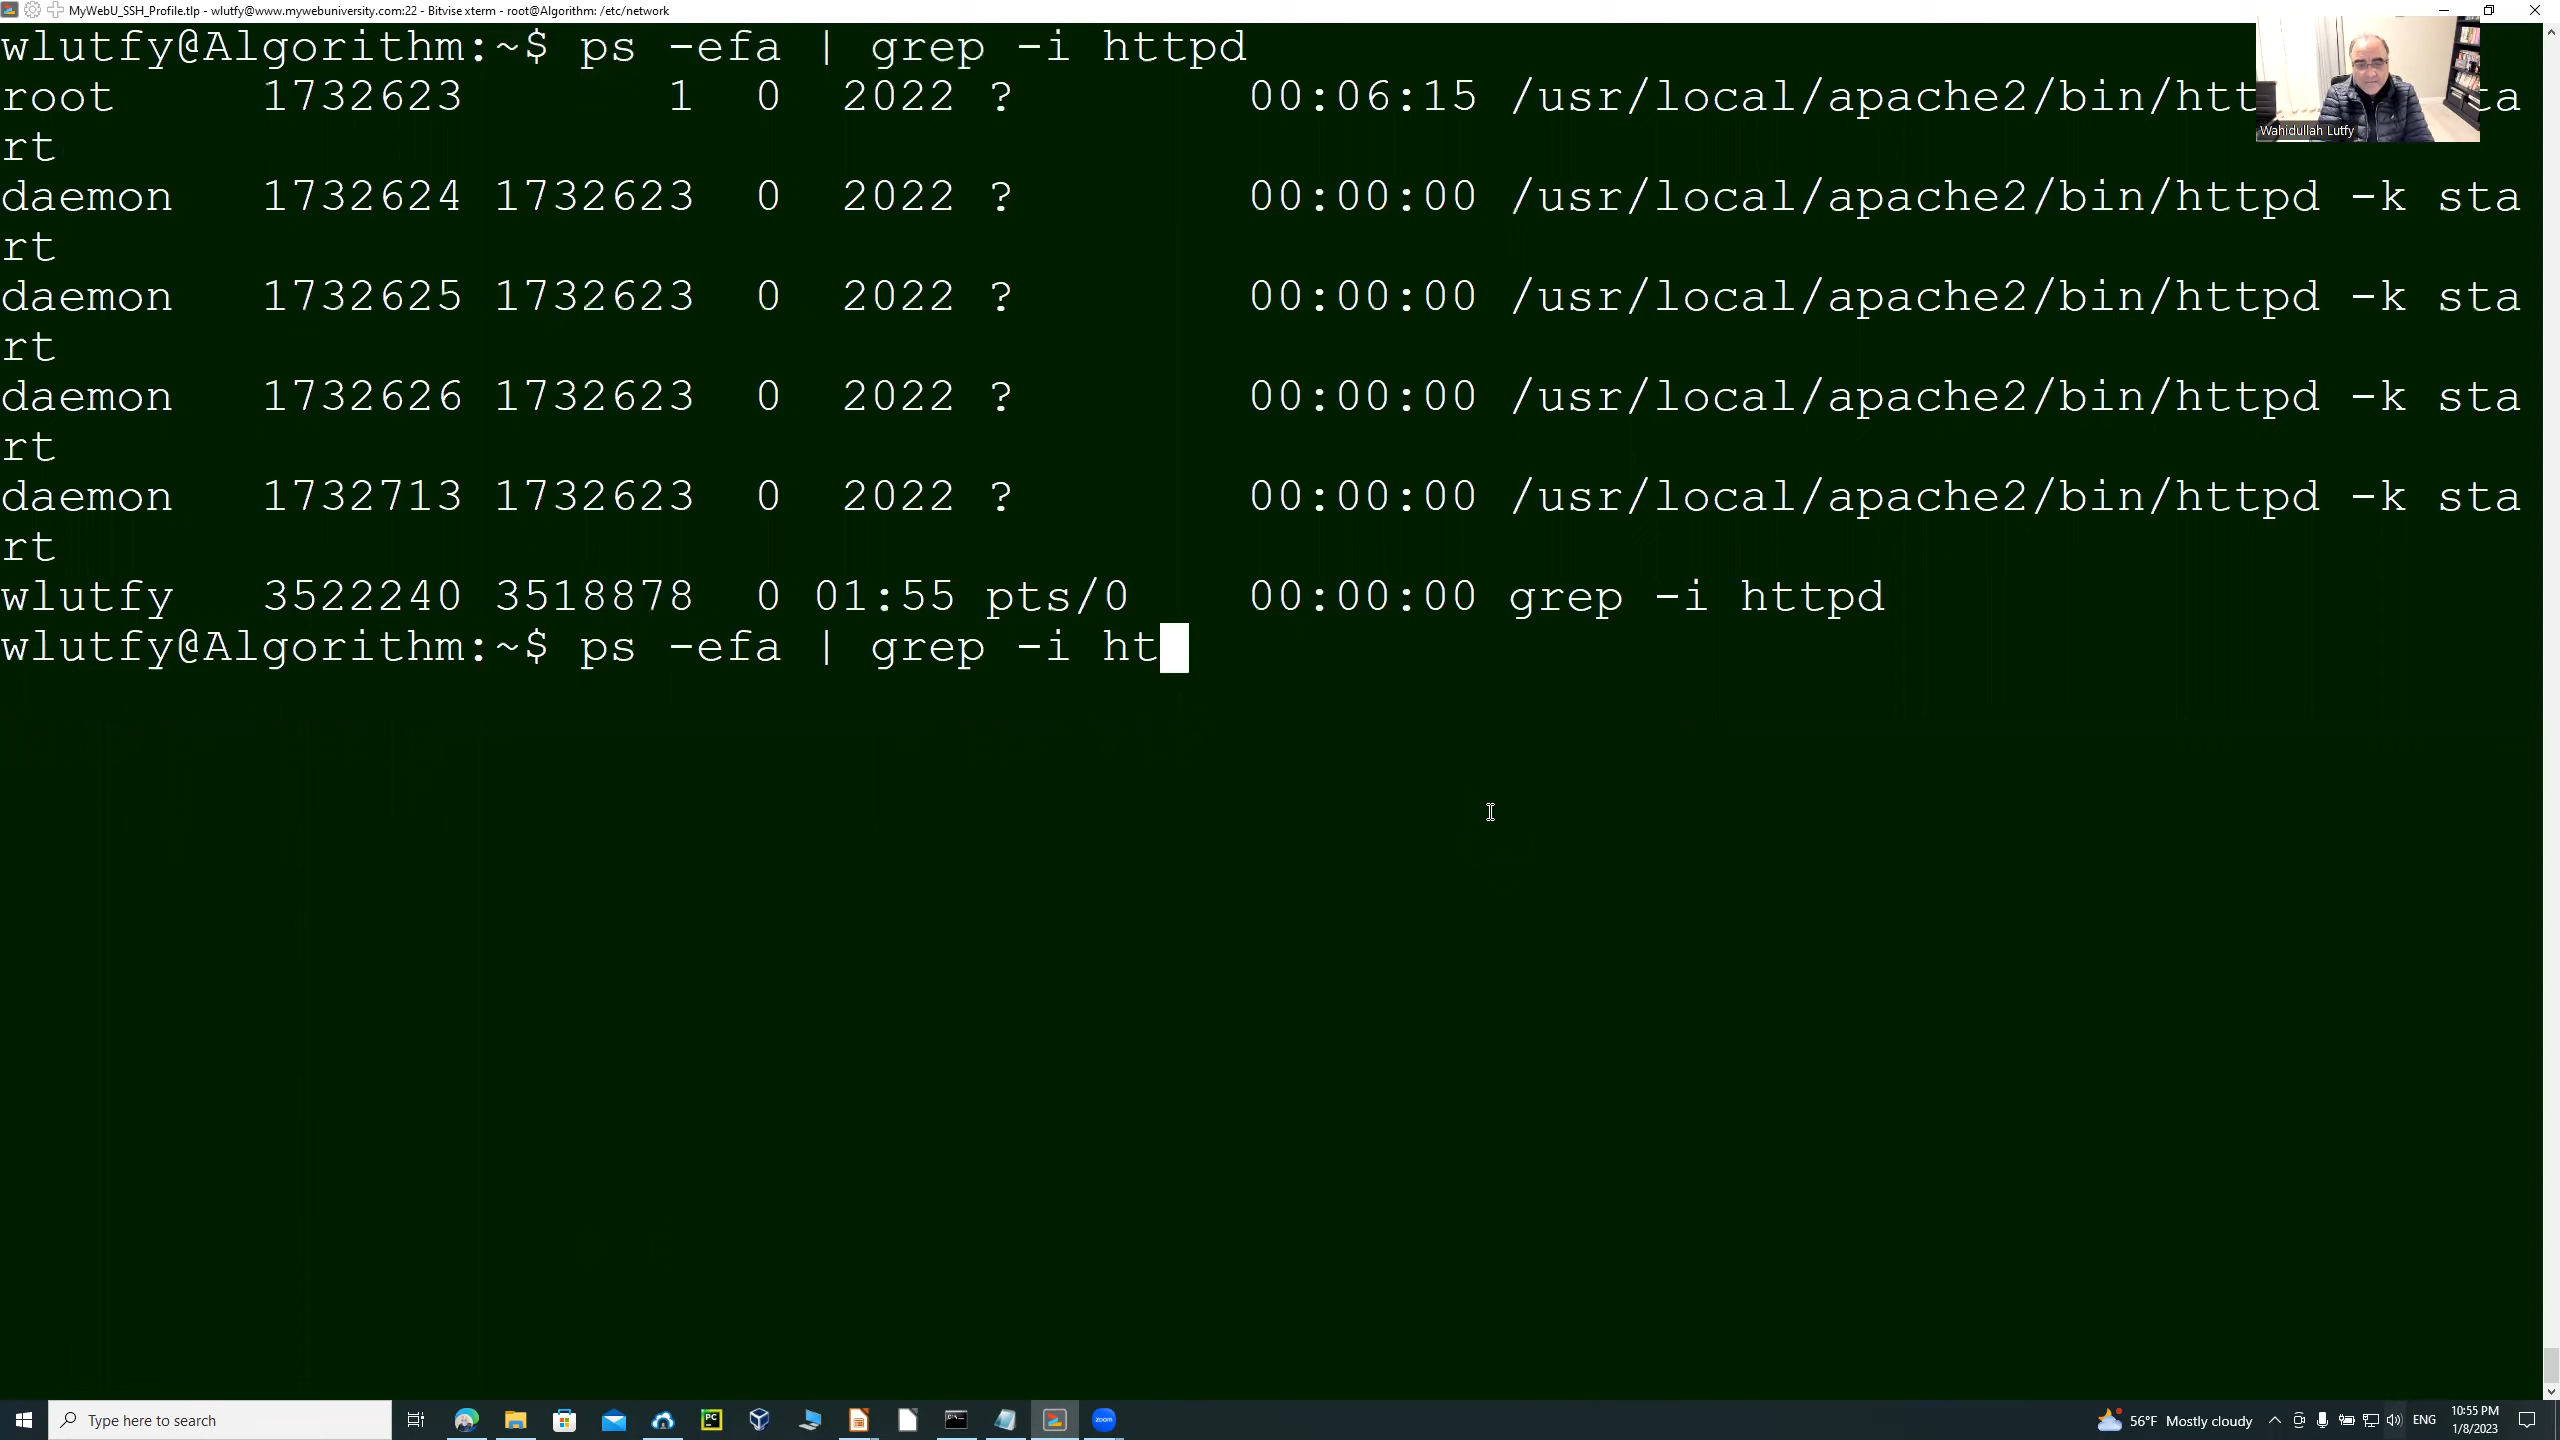 MyWebU_SSH_Profile.tlp - wlutfy@www.mywebuniversity.com:22 - Bitvise xterm - root@Algorithm: /etc/network
wlutfy@Algorithm:~$ ps -efa | grep -i httpd
root 1732623 1 0 2022 ? 00:06:15 /usr/local/apache2/bin/htt ta
rt
Wahidullah Lutfy
daemon 1732624 1732623 0 2022 ? 00:00:00 /usr/local/apache2/bin/httpd -k sta
rt
daemon 1732625 1732623 0 2022 ? 00:00:00 /usr/local/apache2/bin/httpd -k sta
rt
daemon 1732626 1732623 0 2022 ? 00:00:00 /usr/local/apache2/bin/httpd -k sta
rt
daemon 1732713 1732623 0 2022 ? 00:00:00 /usr/local/apache2/bin/httpd -k sta
rt
wlutfy 3522240 3518878 0 01:55 pts/0 00:00:00 grep -i httpd
wlutfy@Algorithm:~$ ps -efa | grep -i ht
Type here to search
PC
zoom
56°F Mostly cloudy
ENG
10:55 PM
1/8/2023